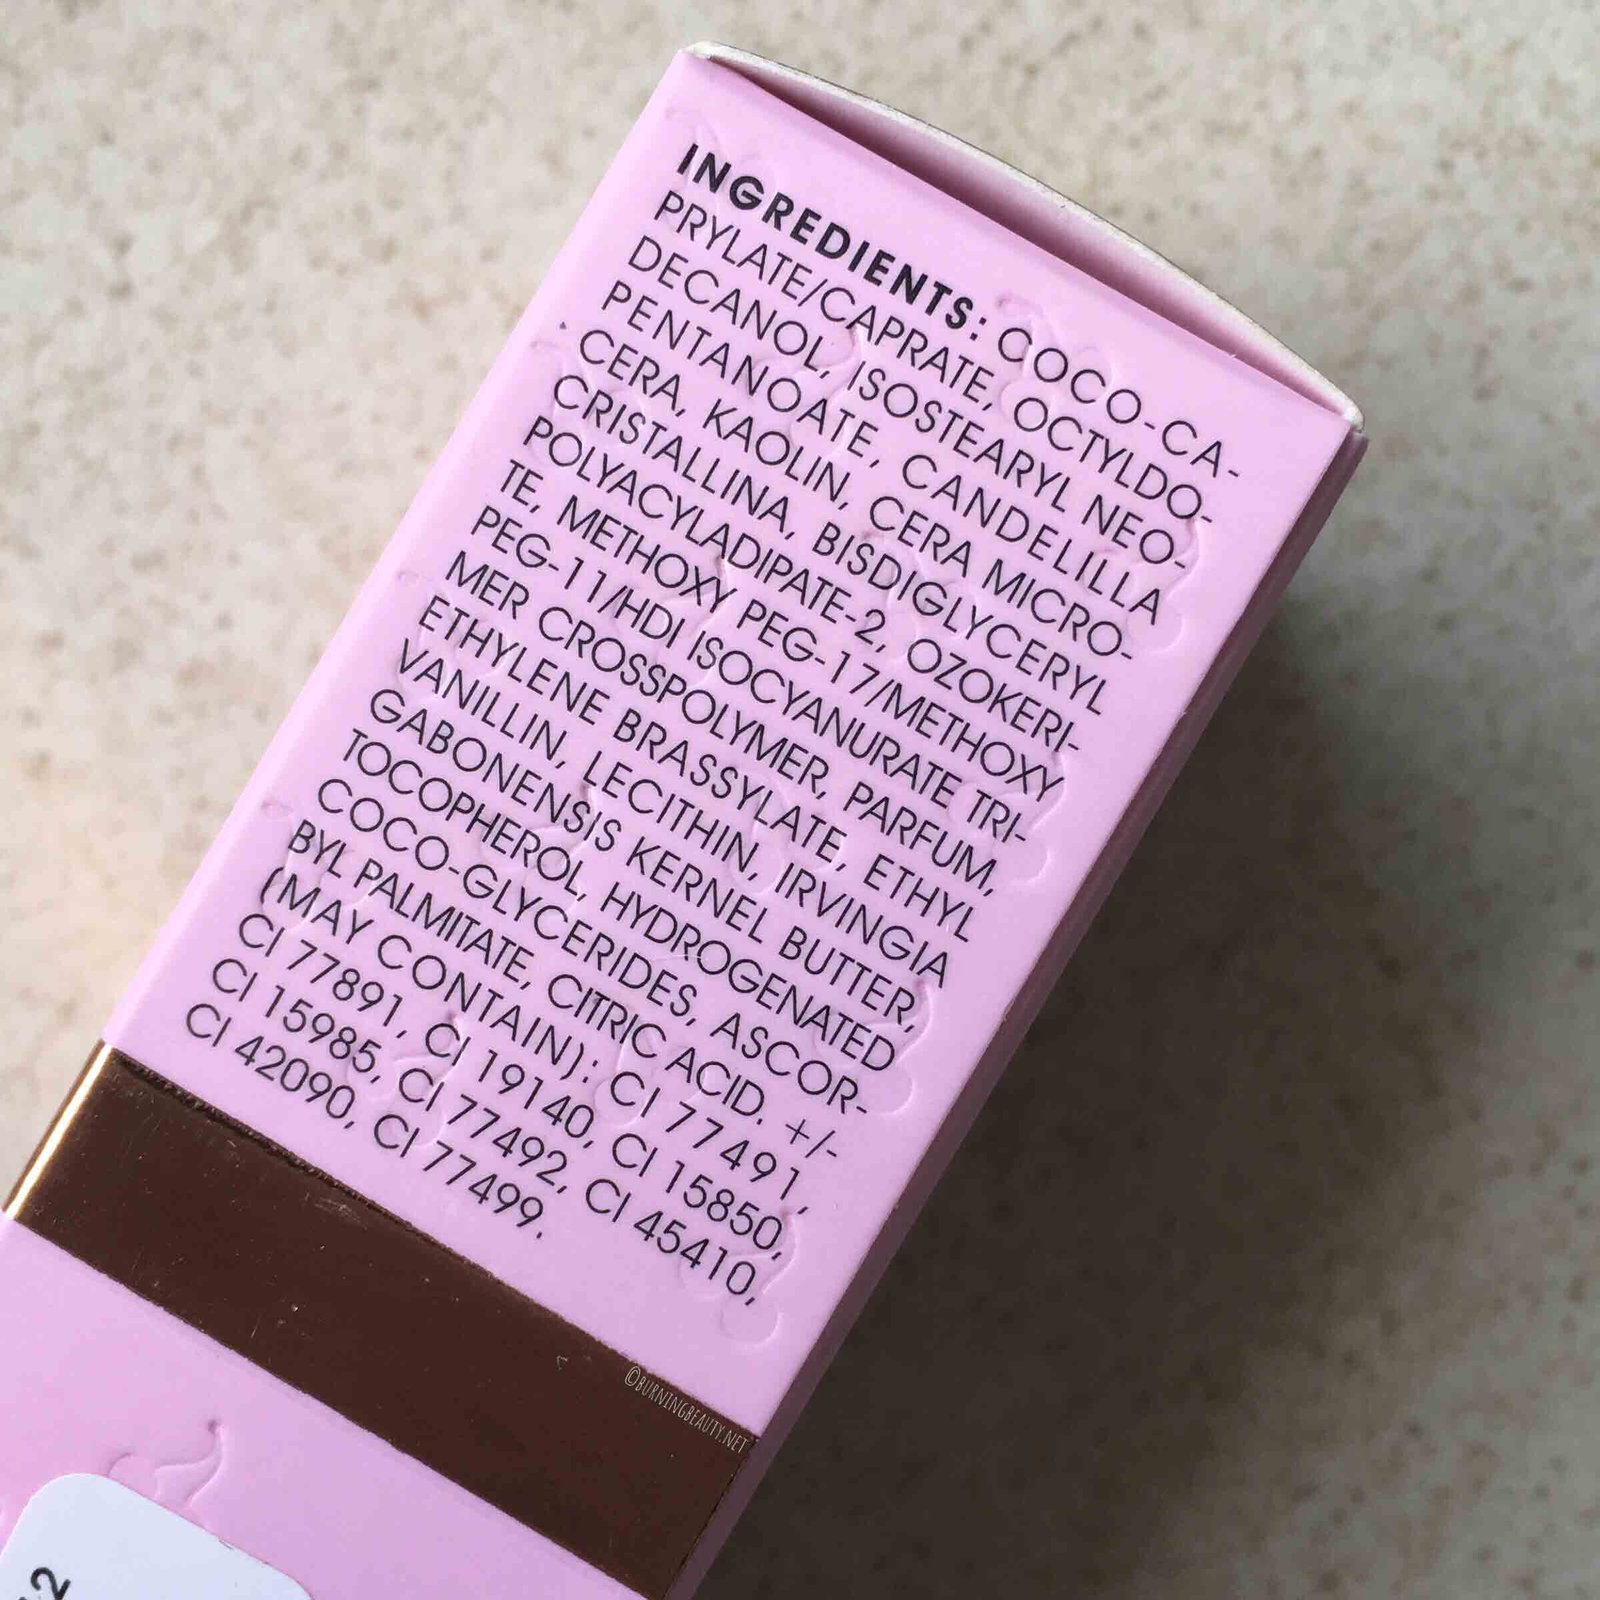 INGREDIENTS: COCO-CA-
PRYLATE/CAPRATE, OCTYLDO-
DECANOL, ISOSTEARYL NEO-
PENTANOATE, CANDELILLA
CERA, KAOLIN, CERA MICRO-
CRISTALLINA, BISDIGLYCERYL
POLYACYLADIPATE-2, OZOKERI-
TE, METHOXY PEG-17/METHOXY
PEG-11/HDI ISOCYANURATE TRI-
MER CROSSPOLYMER, PARFUM,
ETHYLENE BRASSYLATE, ETHYL
VANILLIN, LECITHIN, IRVINGIA
GABONENSIS KERNEL BUTTER,
TOCOPHEROL, HYDROGENATED
COCO-GLYCERIDES, ASCOR-
BYL PALMITATE, CITRIC ACID. +/-
(MAY CONTAIN): CI 77491,
CI 77891, CI 19140, CI 15850,
CI 15985, CI 77492, CI 45410,
CI 42090, CI 77499.
©BURNINGBEAUTY.NET